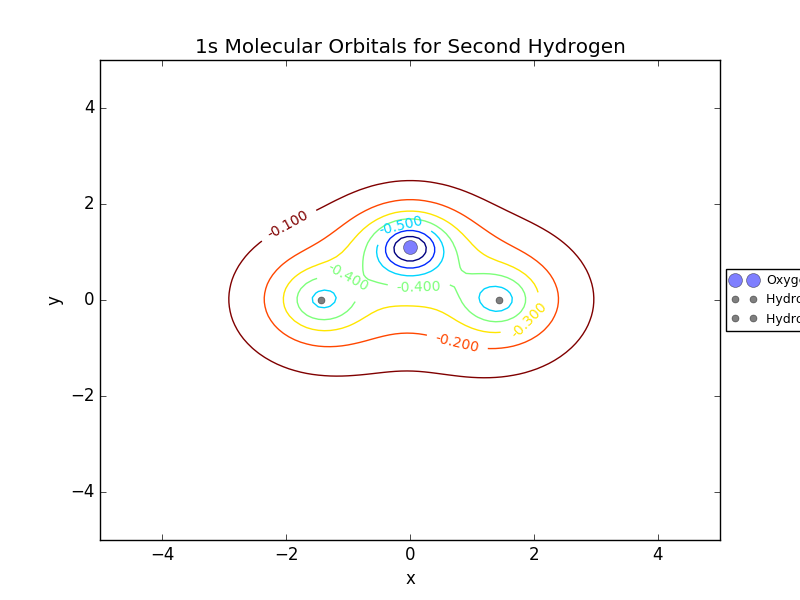 1s Molecular Orbitals for Second Hydrogen
4
2
0
−2
−4
y
-0.100
-0.500
-0.400
-0.400
-0.300
-0.200
Oxyge
Hydro
Hydro
−4
−2
0
2
4
x